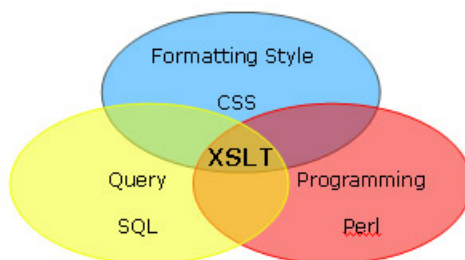 Formatting Style
CSS
XSLT
Query
Programming
SQL
Perl